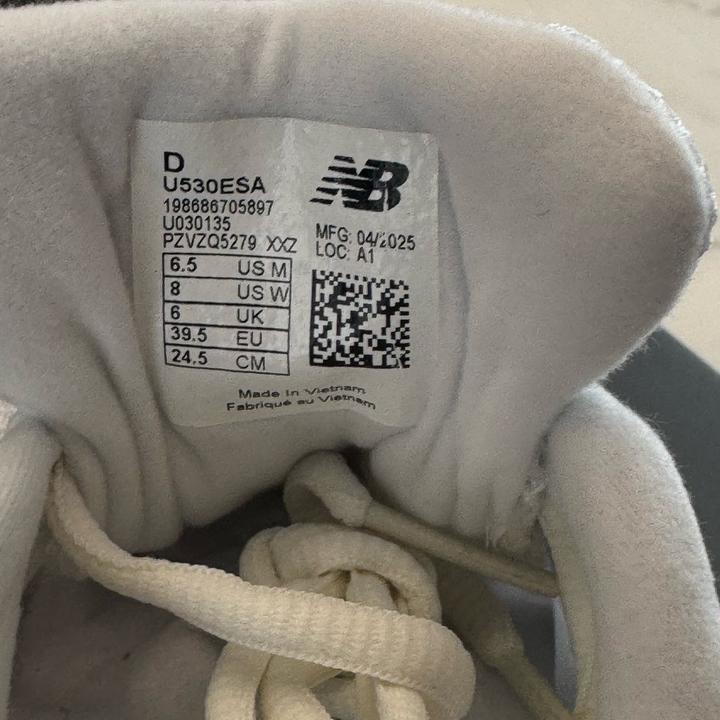 D
U530ESA
198686705897
U030135
PZVZQ5279 XXZ
6.5 US M
8 US W
6 UK
39.5 EU
24.5 CM
NB
MFG: 04/2025
LOC: A1
Made In Vietnam
Fabriqué au Vietnam